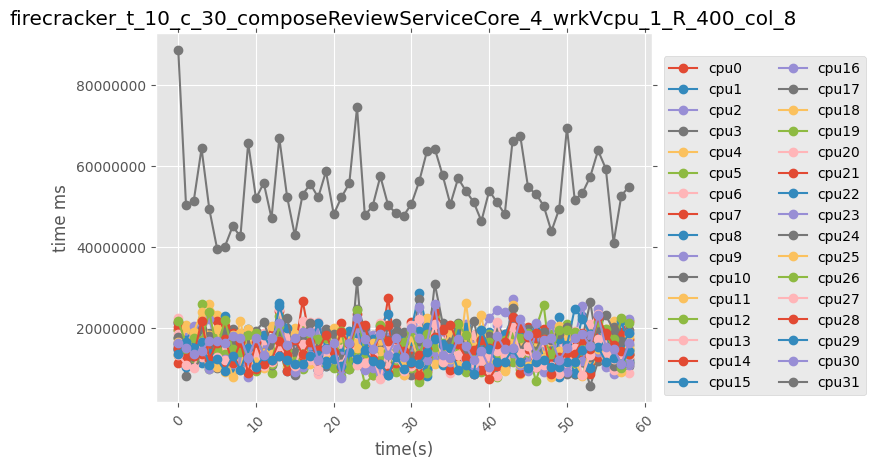 firecracker_t_10_c_30_composeReviewServiceCore_4_wrkVcpu_1_R_400_col_8
80000000
60000000
40000000
20000000
time ms
0
10
20
30
40
50
60
time(s)
cpu0
cpu1
cpu2
cpu3
cpu4
cpu5
cpu6
cpu7
cpu8
cpu9
cpu10
cpu11
cpu12
cpu13
cpu14
cpu15
cpu16
cpu17
cpu18
cpu19
cpu20
cpu21
cpu22
cpu23
cpu24
cpu25
cpu26
cpu27
cpu28
cpu29
cpu30
cpu31